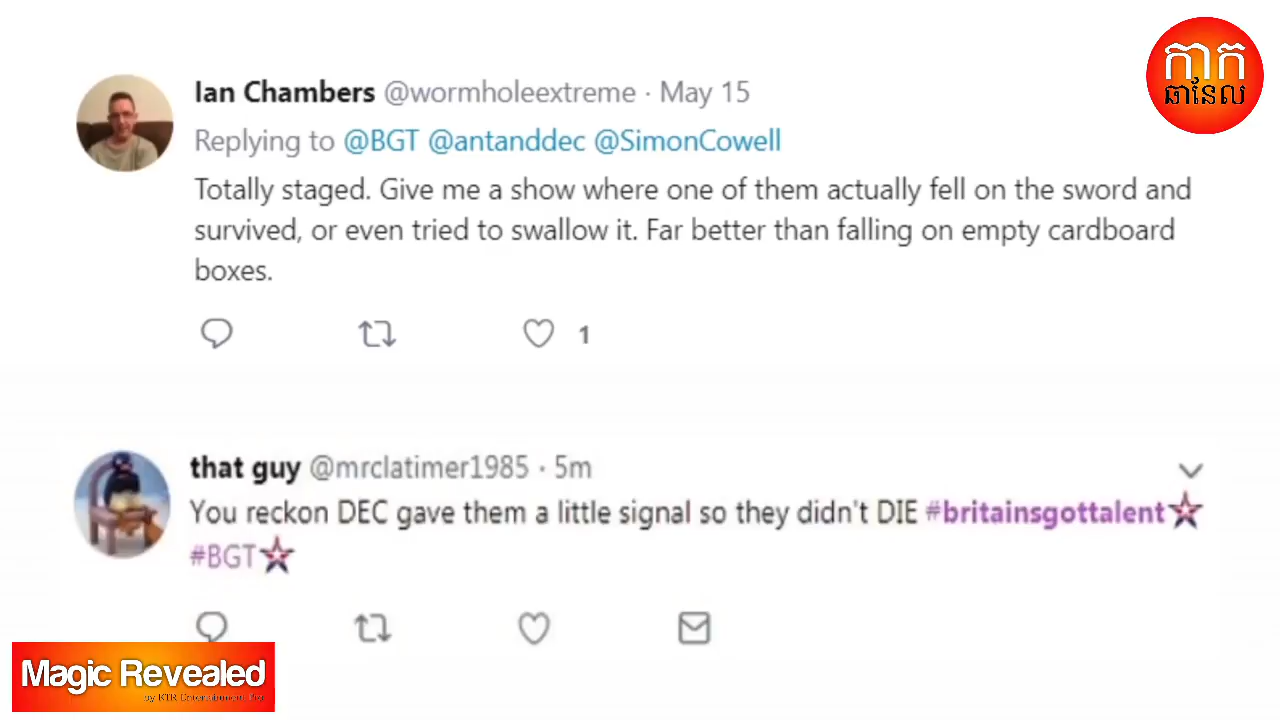 កាក
ឆានែល
Ian Chambers @wormholeextreme · May 15
Replying to @BGT @antanddec @SimonCowell
Totally staged. Give me a show where one of them actually fell on the sword and
survived, or even tried to swallow it. Far better than falling on empty cardboard
boxes.
1
that guy @mrclatimer1985 · 5m
You reckon DEC gave them a little signal so they didn't DIE #britainsgottalent
#BGT
Magic Revealed
by KTR Entertainment